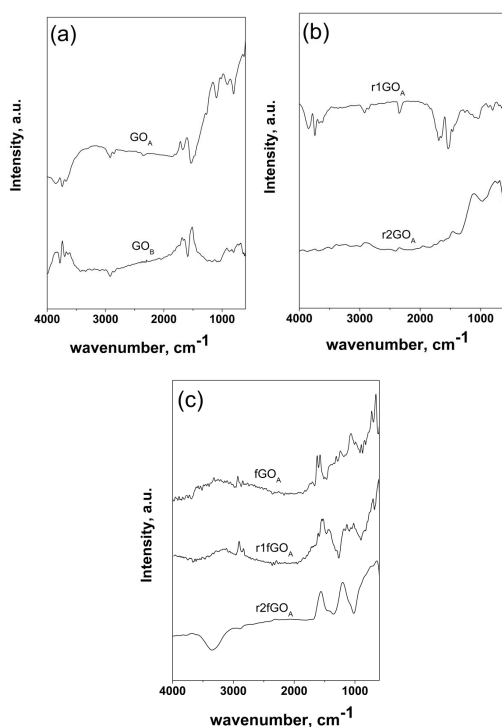 (a)
Intensity, a.u.
GO_A
GO_B
4000 3000 2000 1000
wavenumber, cm⁻¹
(b)
Intensity, a.u.
r1GO_A
r2GO_A
4000 3000 2000 1000
wavenumber, cm⁻¹
(c)
Intensity, a.u.
fGO_A
r1fGO_A
r2fGO_A
4000 3000 2000 1000
wavenumber, cm⁻¹